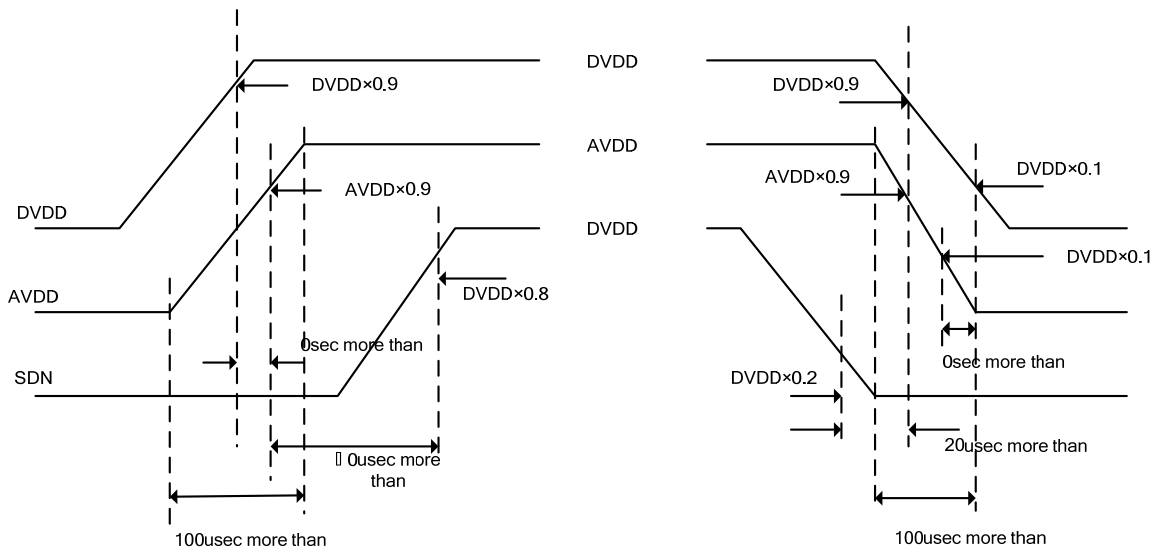 DVDD
DVDD×0.9
DVDD×0.9
AVDD
DVDD×0.1
AVDD×0.9
AVDD×0.9
DVDD
DVDD
DVDD×0.1
AVDD
DVDD×0.8
0sec more than
0sec more than
SDN
DVDD×0.2
20usec more than
0usec more
than
100usec more than
100usec more than